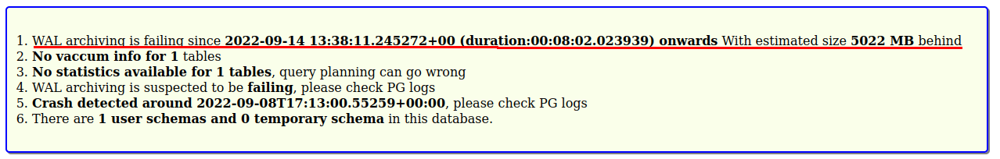 1. WAL archiving is failing since 2022-09-14 13:38:11.245272+00 (duration:00:08:02.023939) onwards With estimated size 5022 MB behind
2. No vaccum info for 1 tables
3. No statistics available for 1 tables, query planning can go wrong
4. WAL archiving is suspected to be failing, please check PG logs
5. Crash detected around 2022-09-08T17:13:00.55259+00:00, please check PG logs
6. There are 1 user schemas and 0 temporary schema in this database.